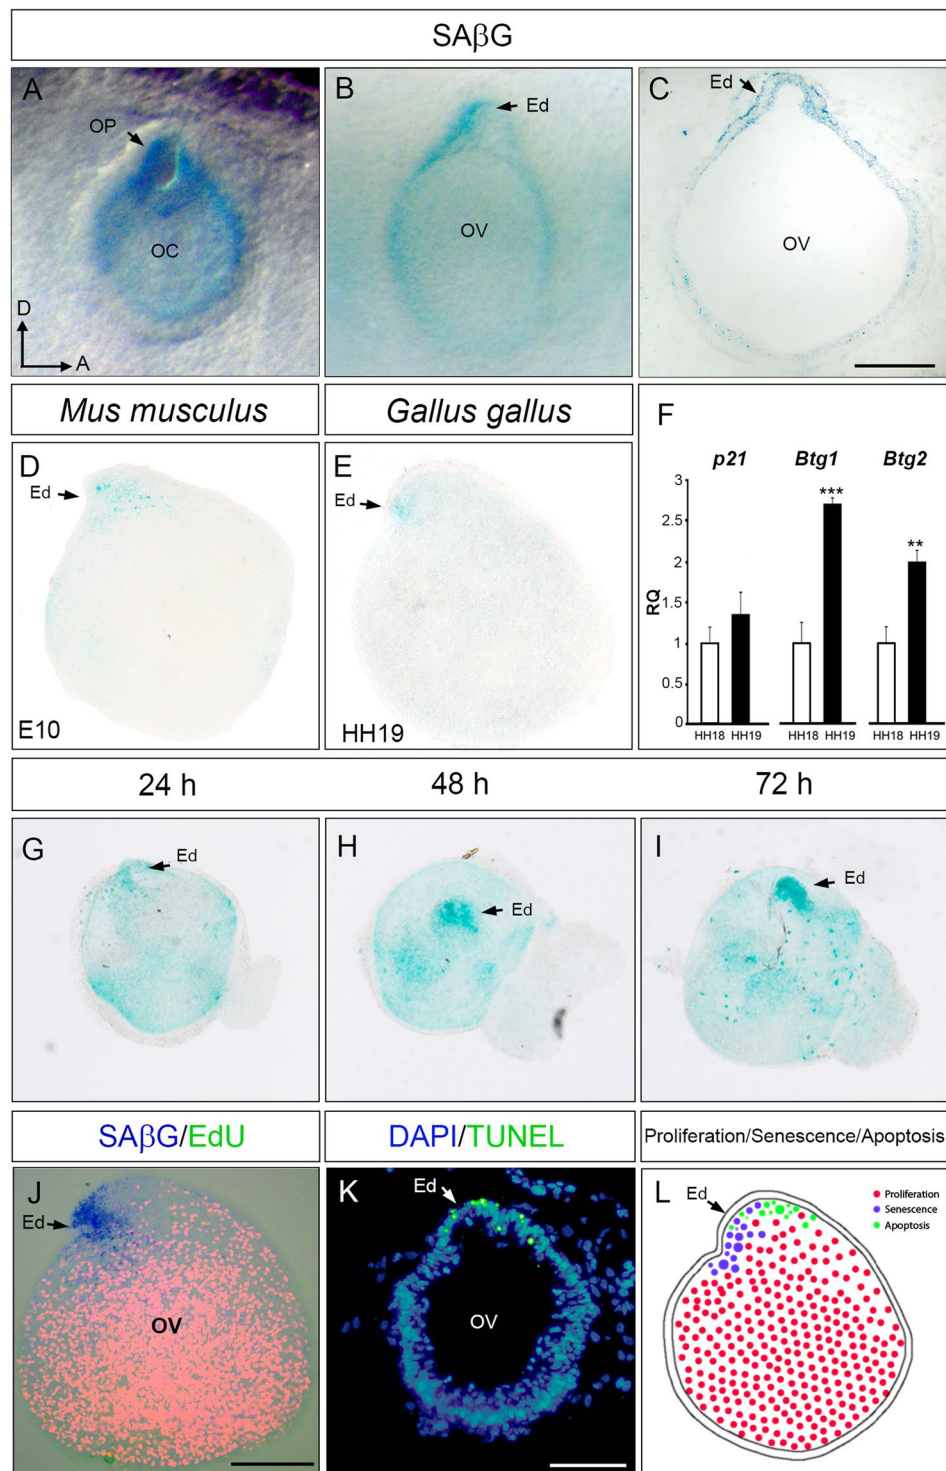 SAβG
A
OP
OC
D
A
B
Ed
OV
C
Ed
OV
Mus musculus
Gallus gallus
D
Ed
E10
E
Ed
HH19
F
p21 Btg1 Btg2
*** **
RQ
3
2.5
2
1.5
1
0.5
0
HH18 HH19 HH18 HH19 HH18 HH19
24 h
48 h
72 h
G
Ed
H
Ed
I
Ed
SAβG/EdU
DAPI/TUNEL
Proliferation/Senescence/Apoptosis
J
Ed
OV
K
Ed
OV
L
Ed
Proliferation
Senescence
Apoptosis